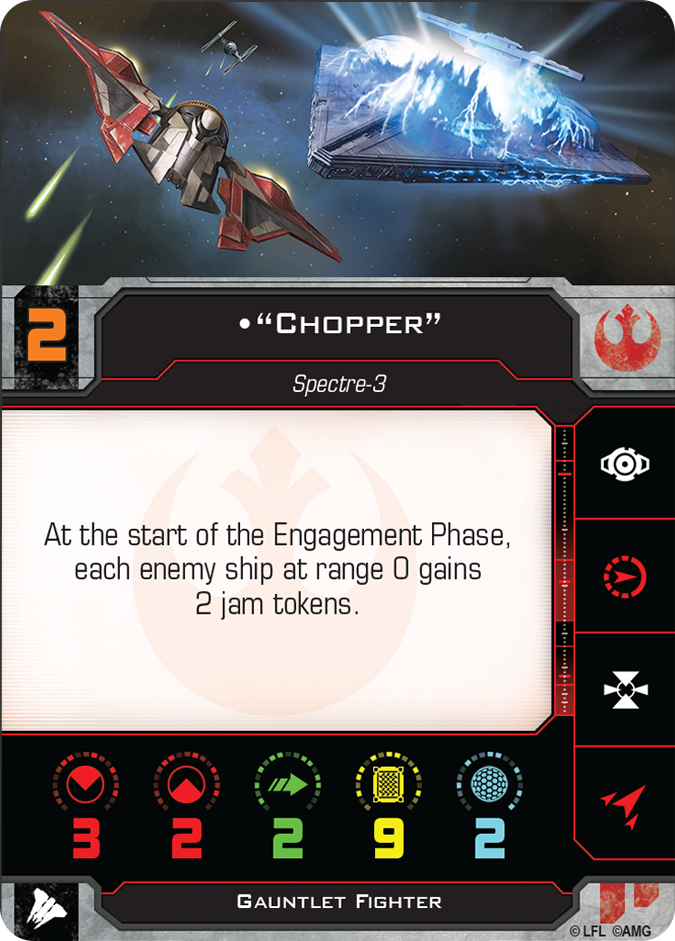 2
•“Chopper”
Spectre-3
At the start of the Engagement Phase,
each enemy ship at range 0 gains
2 jam tokens.
3 2 2 9 2
Gauntlet Fighter
© LFL ©AMG